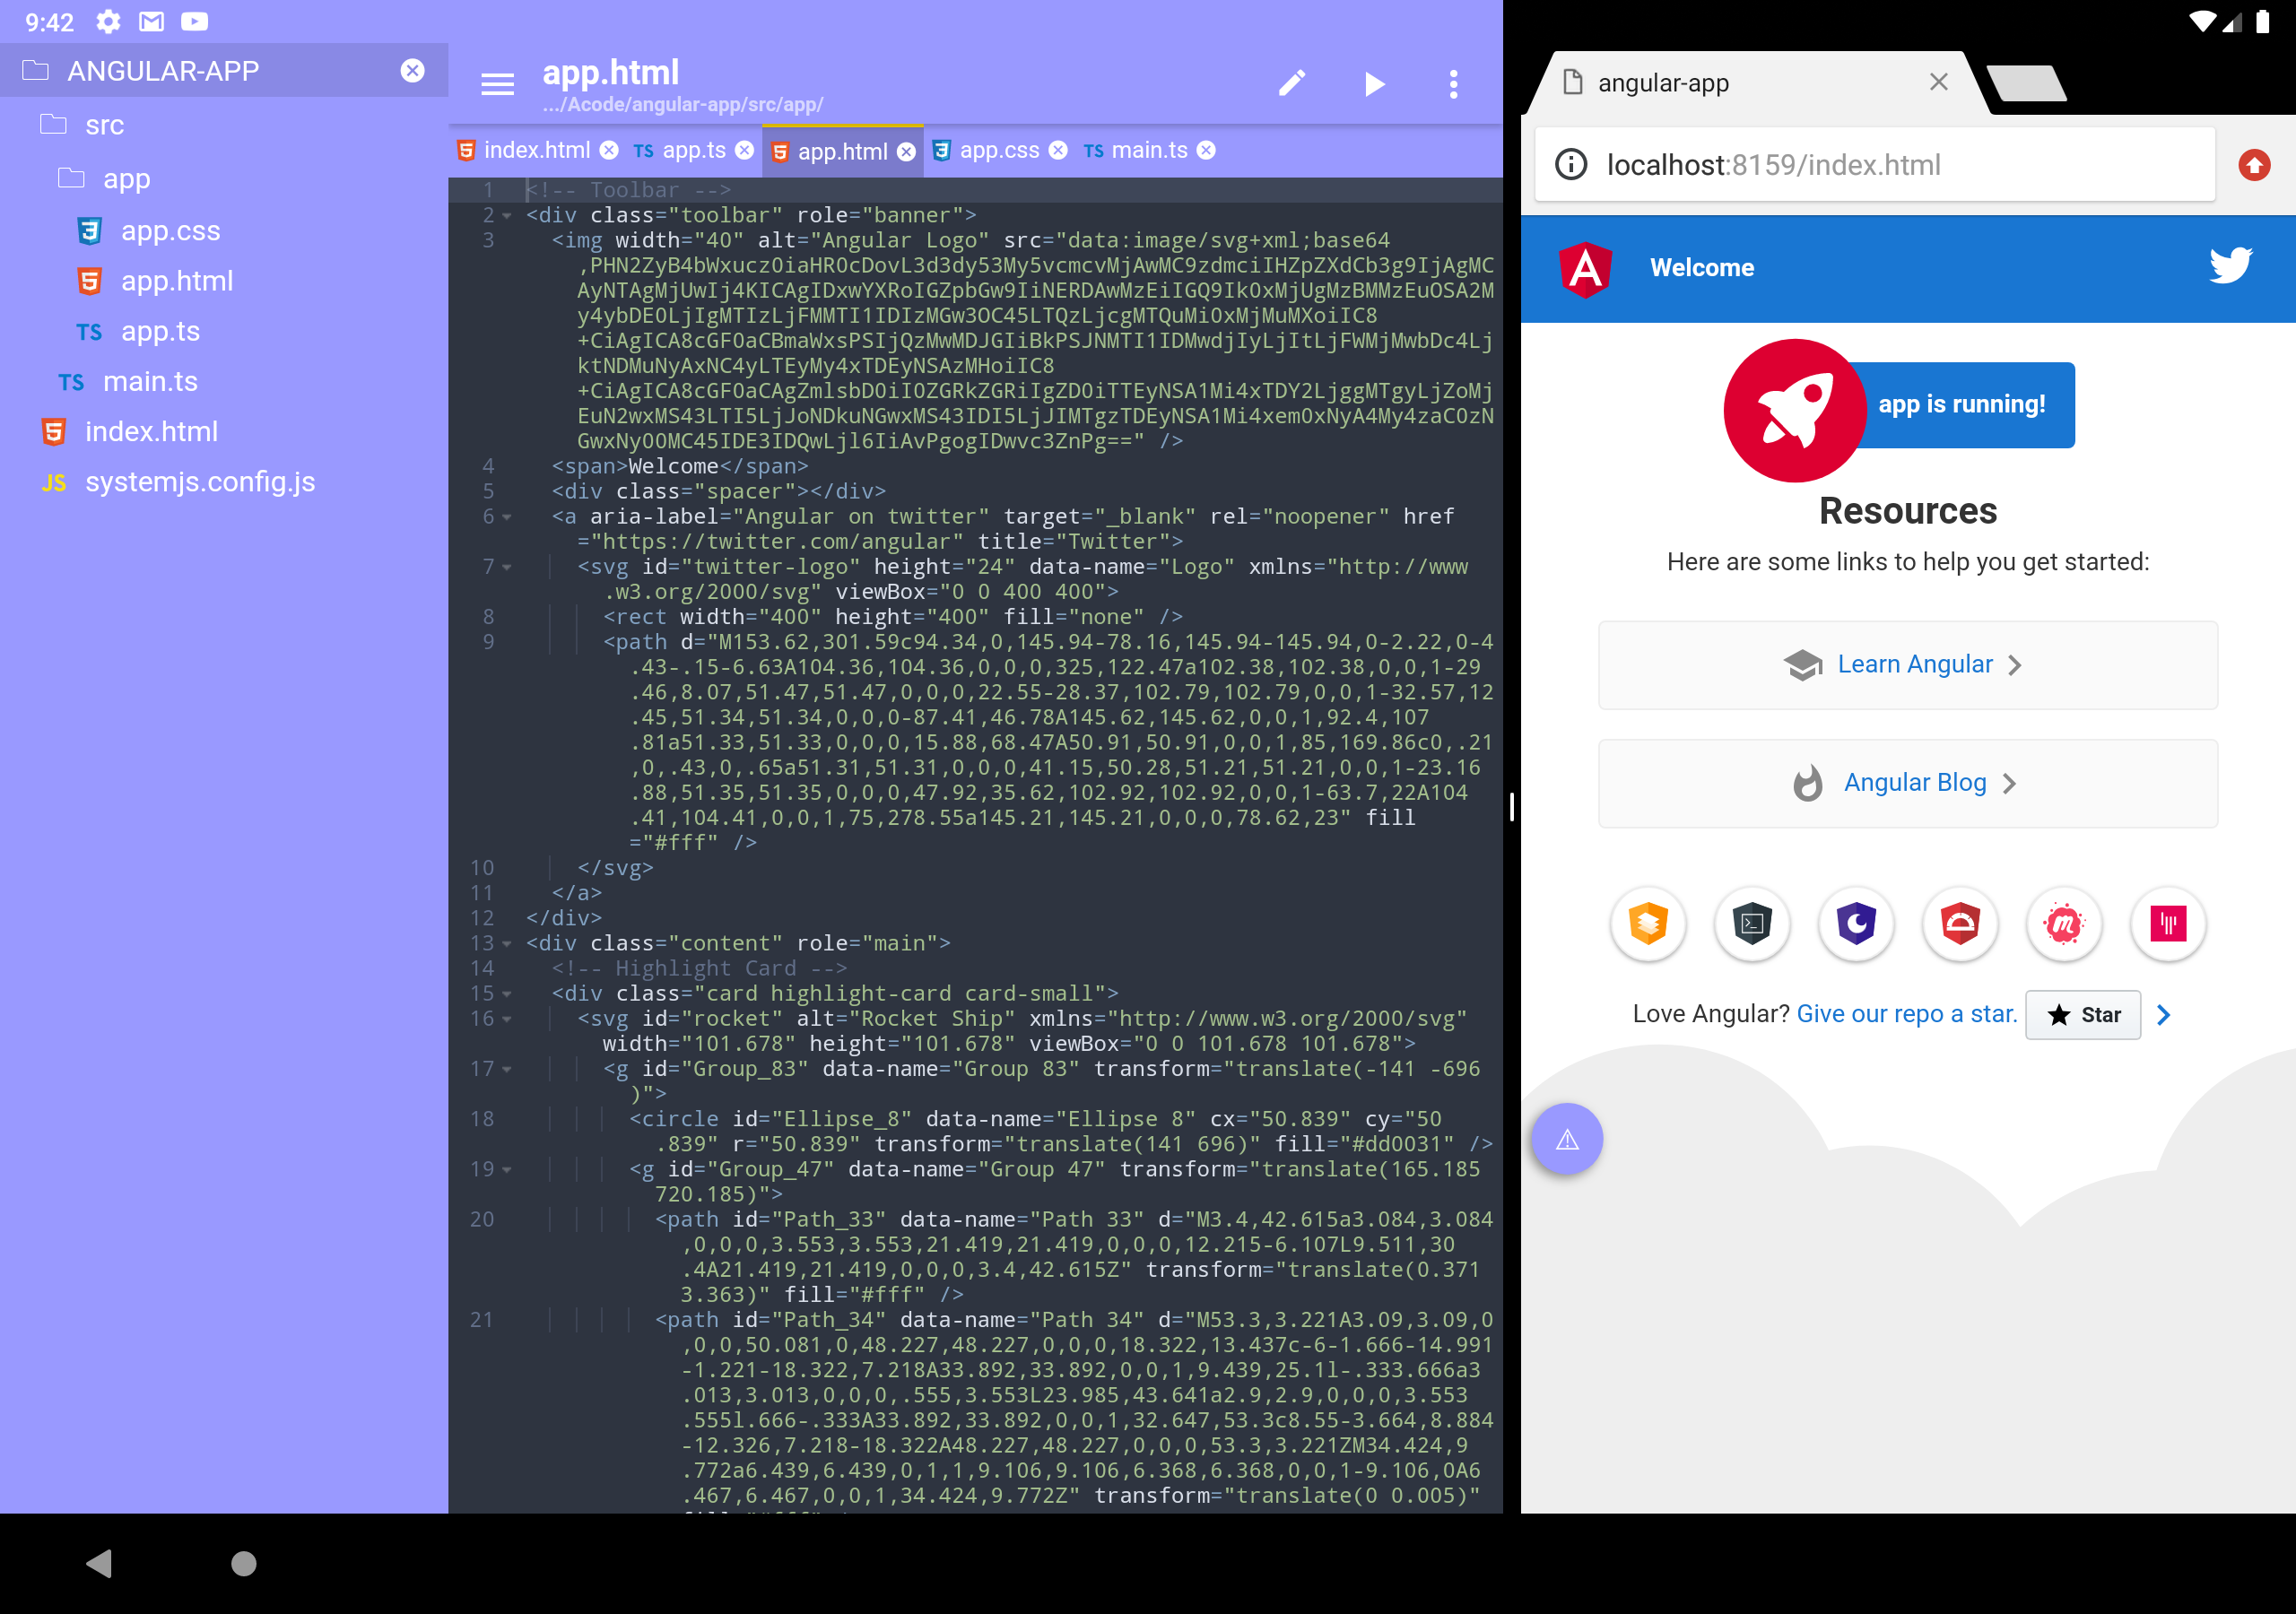 9:42
ANGULAR-APP
src
app
app.css
app.html
TS app.ts
TS main.ts
index.html
JS systemjs.config.js
app.html
.../Acode/angular-app/src/app/
index.html TS app.ts app.html app.css TS main.ts
1 <!-- Toolbar -->
2 <div class="toolbar" role="banner">
3 <img width="40" alt="Angular Logo" src="data:image/svg+xml;base64
,PHN2ZyB4bWxucz0iaHR0cDovL3d3dy53My5vcmcvMjAwMC9zdmciIHZpZXdCb3g9IjAgMC
AyNTAgMjUwIj4KICAgIDxwYXRoIGZpbGw9IiNERDAwMzEiIGQ9Ik0xMjUgMzBMMzEuOSA2M
y4ybDE0LjIgMTIzLjFMMTI1IDIzMGw3OC45LTQzLjcgMTQuMi0xMjMuMXoiIC8
+CiAgICA8cGF0aCBmaWxsPSIjQzMwMDJGIiBkPSJNMTI1IDMwdjIyLjItLjFWMjMwbDc4Lj
ktNDMuNyAxNC4yLTEyMy4xTDEyNSAzMHoiIC8
+CiAgICA8cGF0aCAgZmlsbD0iI0ZGRkZGRiIgZD0iTTEyNSA1Mi4xTDY2LjggMTgyLjZoMj
EuN2wxMS43LTI5LjJoNDkuNGwxMS43IDI5LjJIMTgzTDEyNSA1Mi4xem0xNyA4My4zaC0zN
GwxNy00MC45IDE3IDQwLjl6IiAvPgogIDwvc3ZnPg==" />
4 <span>Welcome</span>
5 <div class="spacer"></div>
6 <a aria-label="Angular on twitter" target="_blank" rel="noopener" href
="https://twitter.com/angular" title="Twitter">
7 <svg id="twitter-logo" height="24" data-name="Logo" xmlns="http://www
.w3.org/2000/svg" viewBox="0 0 400 400">
8 <rect width="400" height="400" fill="none" />
9 <path d="M153.62,301.59c94.34,0,145.94-78.16,145.94-145.94,0-2.22,0-4
.43-.15-6.63A104.36,104.36,0,0,0,325,122.47a102.38,102.38,0,0,1-29
.46,8.07,51.47,51.47,0,0,0,22.55-28.37,102.79,102.79,0,0,1-32.57,12
.45,51.34,51.34,0,0,0-87.41,46.78A145.62,145.62,0,0,1,92.4,107
.81a51.33,51.33,0,0,0,15.88,68.47A50.91,50.91,0,0,1,85,169.86c0,.21
,0,.43,0,.65a51.31,51.31,0,0,0,41.15,50.28,51.21,51.21,0,0,1-23.16
.88,51.35,51.35,0,0,0,47.92,35.62,102.92,102.92,0,0,1-63.7,22A104
.41,104.41,0,0,1,75,278.55a145.21,145.21,0,0,0,78.62,23" fill
="#fff" />
10 </svg>
11 </a>
12 </div>
13 <div class="content" role="main">
14 <!-- Highlight Card -->
15 <div class="card highlight-card card-small">
16 <svg id="rocket" alt="Rocket Ship" xmlns="http://www.w3.org/2000/svg"
width="101.678" height="101.678" viewBox="0 0 101.678 101.678">
17 <g id="Group_83" data-name="Group 83" transform="translate(-141 -696
)">
18 <circle id="Ellipse_8" data-name="Ellipse 8" cx="50.839" cy="50
.839" r="50.839" transform="translate(141 696)" fill="#dd0031" />
19 <g id="Group_47" data-name="Group 47" transform="translate(165.185
720.185)">
20 <path id="Path_33" data-name="Path 33" d="M3.4,42.615a3.084,3.084
,0,0,0,3.553,3.553,21.419,21.419,0,0,0,12.215-6.107L9.511,30
.4A21.419,21.419,0,0,0,3.4,42.615Z" transform="translate(0.371
3.363)" fill="#fff" />
21 <path id="Path_34" data-name="Path 34" d="M53.3,3.221A3.09,3.09,0
,0,0,50.081,0,48.227,48.227,0,0,0,18.322,13.437c-6-1.666-14.991
-1.221-18.322,7.218A33.892,33.892,0,0,1,9.439,25.1l-.333.666a3
.013,3.013,0,0,0,.555,3.553L23.985,43.641a2.9,2.9,0,0,0,3.553
.555l.666-.333A33.892,33.892,0,0,1,32.647,53.3c8.55-3.664,8.884
-12.326,7.218-18.322A48.227,48.227,0,0,0,53.3,3.221ZM34.424,9
.772a6.439,6.439,0,1,1,9.106,9.106,6.368,6.368,0,0,1-9.106,0A6
.467,6.467,0,0,1,34.424,9.772Z" transform="translate(0 0.005)"
angular-app
localhost:8159/index.html
Welcome
app is running!
Resources
Here are some links to help you get started:
Learn Angular
Angular Blog
Love Angular? Give our repo a star. Star